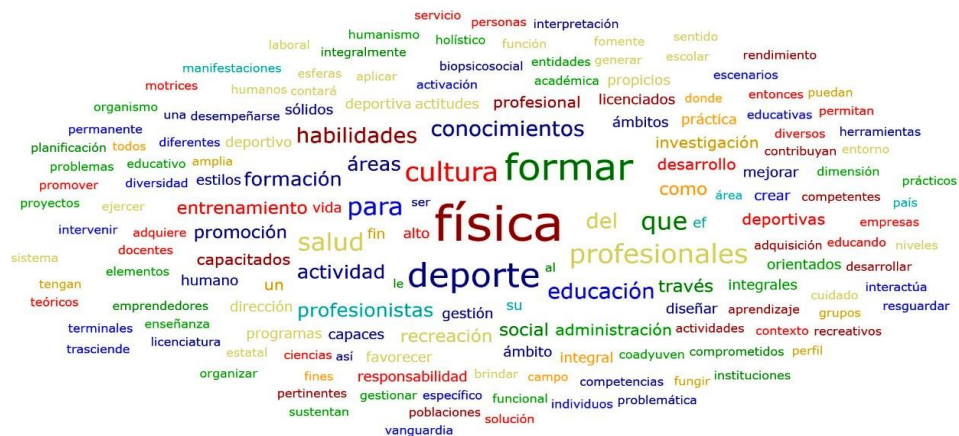 servicio personas interpretación
laboral humanismo holístico función fomente sentido
integralmente entidades generar escolar rendimiento
manifestaciones esferas aplicar biopsicosocial
motrices humanos contará activación académica propicios escenarios
organismo una desempeñarse sólidos deportiva actitudes profesional licenciados donde entonces puedan
permanente diferentes deportivo habilidades conocimientos ámbitos práctica educativas permitan
planificación todos investigación diversos herramientas
problemas educativo amplia áreas cultura formar desarrollo contribuyan entorno
promover diversidad estilos formación como mejorar dimensión prácticos
proyectos ejercer entrenamiento vida para ser física del que ef área crear competentes país
intervenir adquiere promoción salud fin alto deportivas empresas
docentes profesionales adquisición educando niveles
sistema capacitados actividad deporte al orientados desarrollar
elementos humano un le educación través integrales interactúa
tengan cuidado
teóricos emprendedores dirección profesionistas gestión su diseñar aprendizaje grupos resguardar
terminales enseñanza programas capaces recreación social administración actividades contexto recreativos
trasciende licenciatura
estatal ciencias así favorecer ámbito integral coadyuven comprometidos perfil
organizar fines responsabilidad brindar campo competencias fungir instituciones
pertinentes gestionar específico funcional individuos problemática
sustentan poblaciones solución
vanguardia